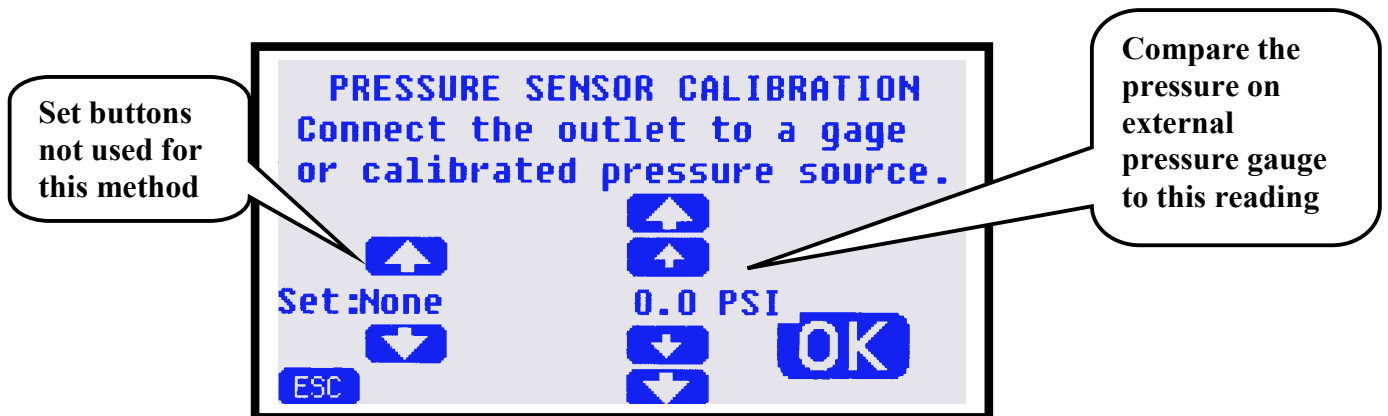 Set buttons
not used for
this method
PRESSURE SENSOR CALIBRATION
Connect the outlet to a gage
or calibrated pressure source.
Set:None
0.0 PSI
OK
ESC
Compare the
pressure on
external
pressure gauge
to this reading